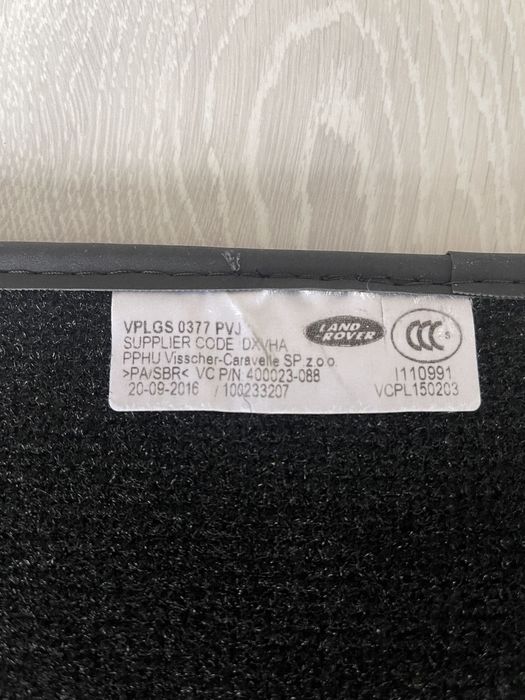 VPLGS 0377 PVJ
SUPPLIER CODE DXVHA
PPHU Visscher-Caravelle SP.z.o.o.
>PA/SBR< VC P/N 400023-088
20-09-2016 / 100233207
LAND
ROVER
CCC S
I110991
VCPL150203